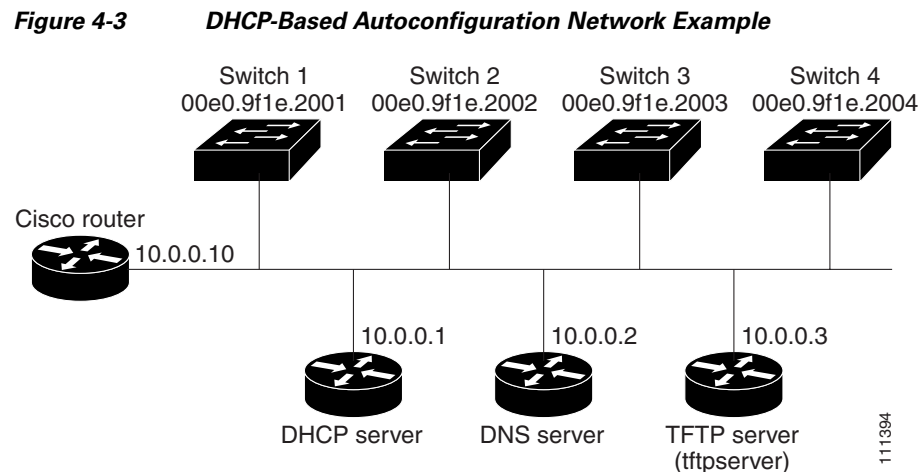 Figure 4-3 DHCP-Based Autoconfiguration Network Example
Switch 1
00e0.9f1e.2001
Switch 2
00e0.9f1e.2002
Switch 3
00e0.9f1e.2003
Switch 4
00e0.9f1e.2004
Cisco router
10.0.0.10
10.0.0.1
10.0.0.2
10.0.0.3
DHCP server
DNS server
TFTP server
(tftpserver)
111394